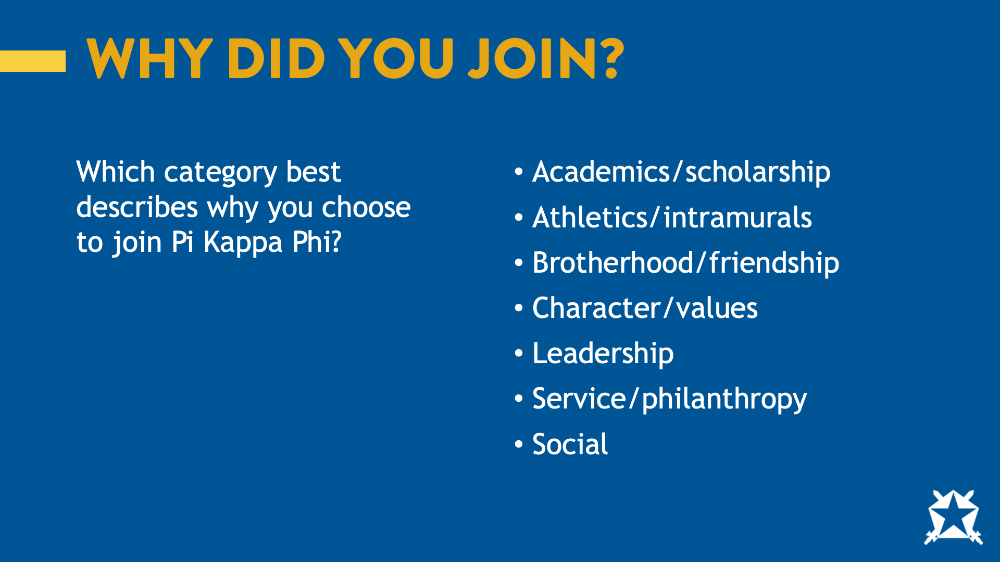 WHY DID YOU JOIN?
Which category best
describes why you choose
to join Pi Kappa Phi?
• Academics/scholarship
• Athletics/intramurals
• Brotherhood/friendship
• Character/values
• Leadership
• Service/philanthropy
• Social